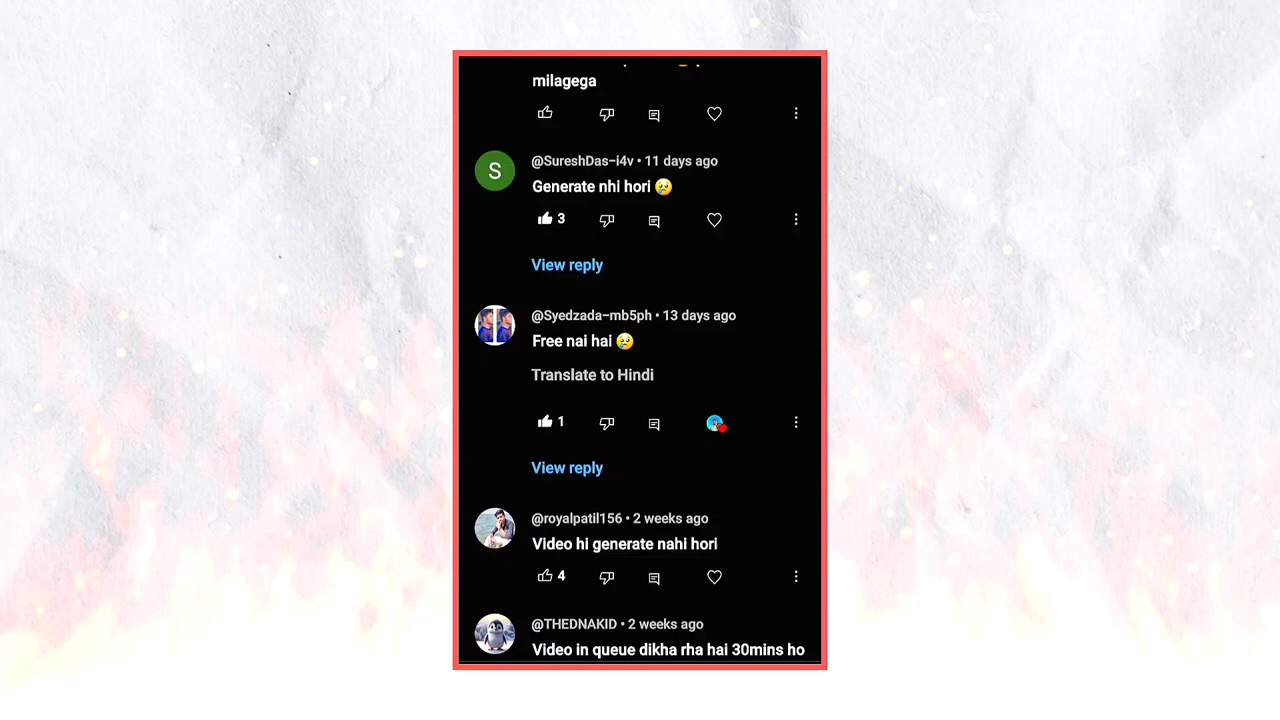 milagega
@SureshDas-i4v • 11 days ago
S
Generate nhi hori 😢
3
View reply
@Syedzada-mb5ph • 13 days ago
Free nai hai 😢
Translate to Hindi
1
View reply
@royalpatil156 • 2 weeks ago
Video hi generate nahi hori
4
@THEDNAKID • 2 weeks ago
Video in queue dikha rha hai 30mins ho